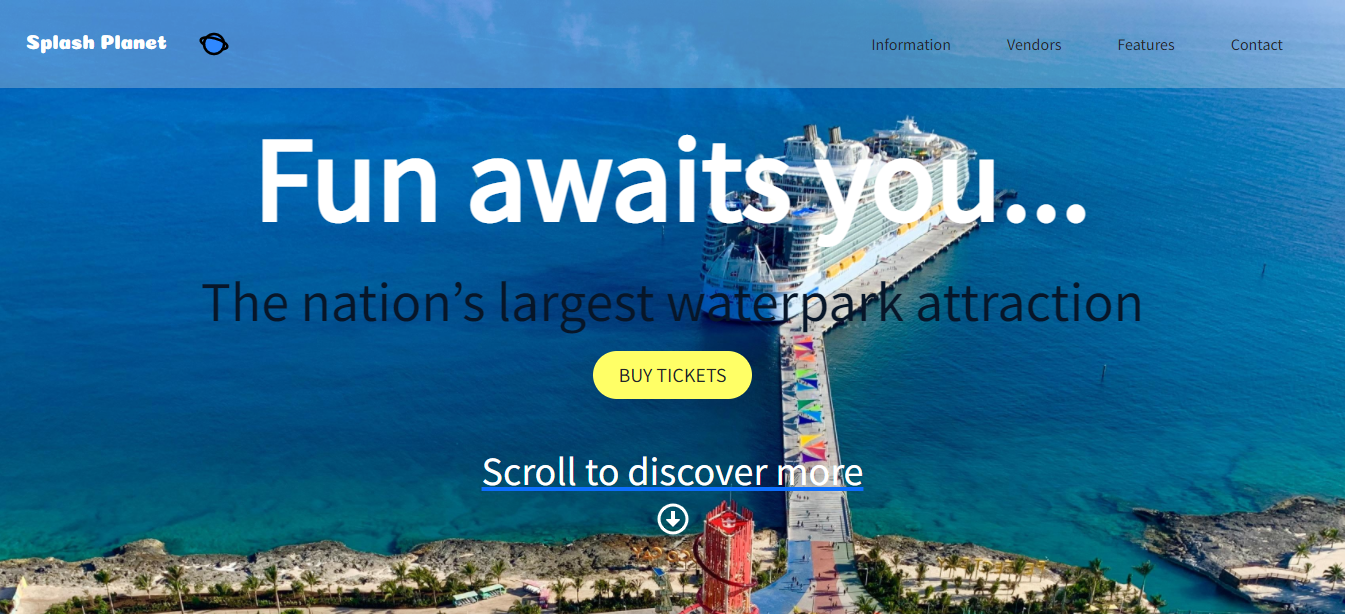 Splash Planet
Information
Vendors
Features
Contact
Fun awaits you...
The nation’s largest waterpark attraction
BUY TICKETS
Scroll to discover more